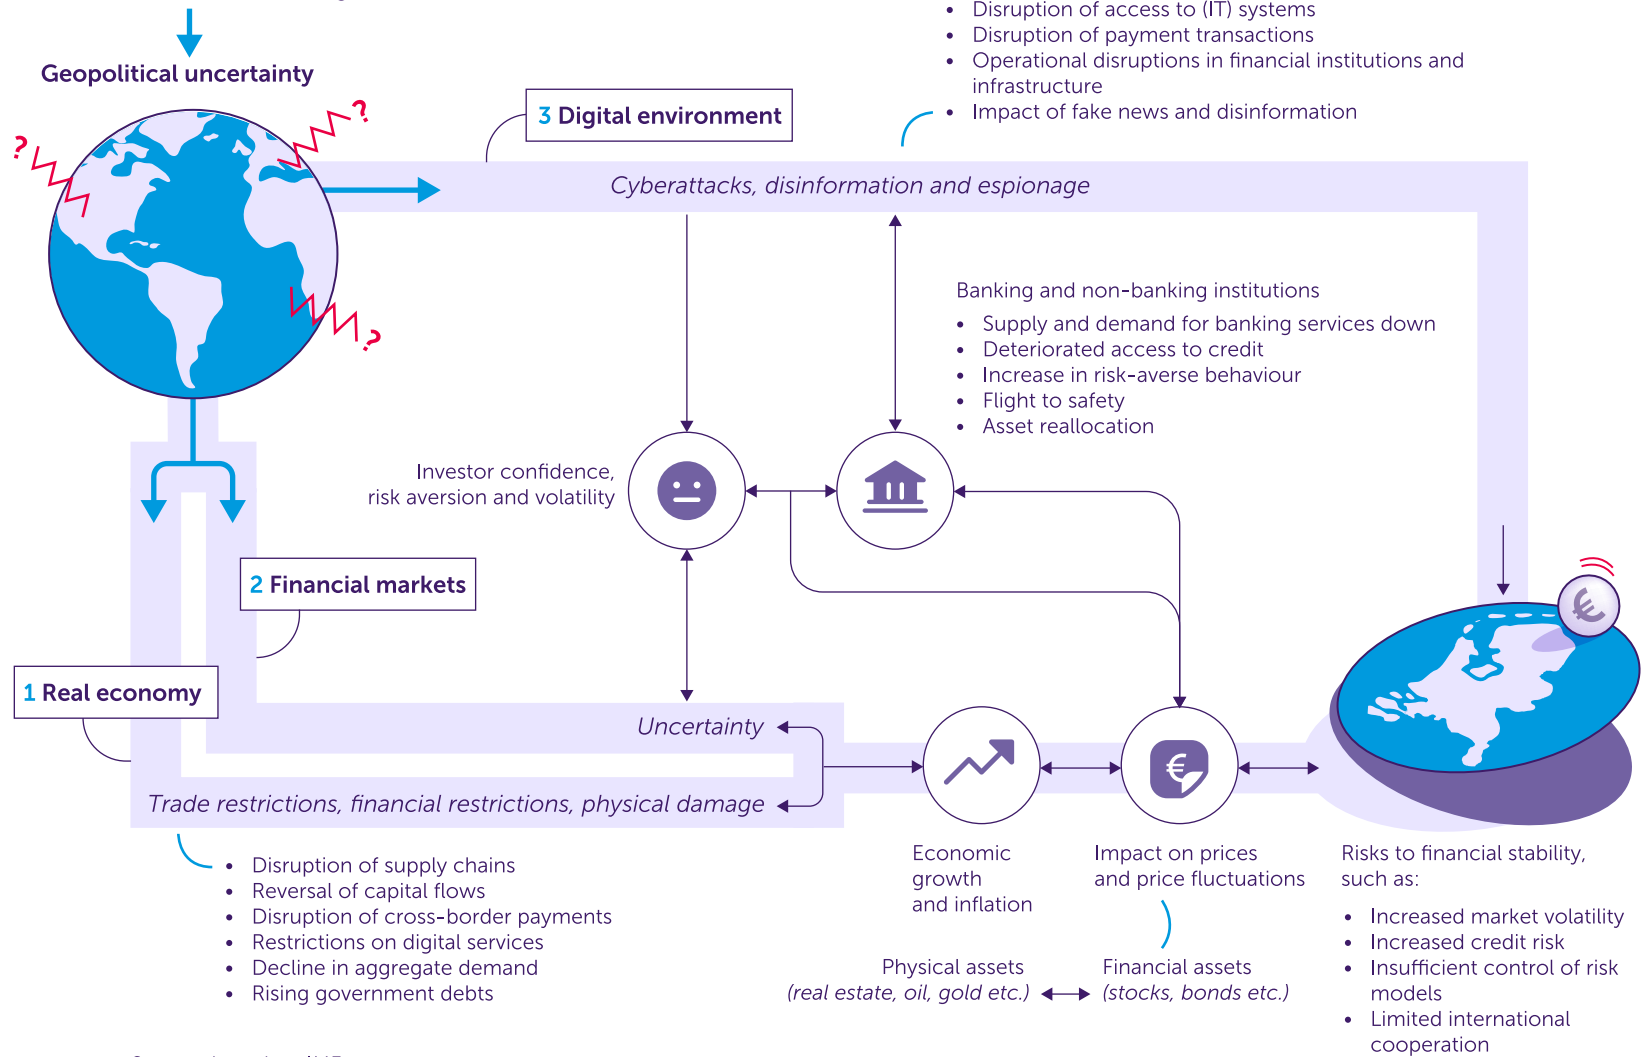 Geopolitical uncertainty
?
?
?
• Disruption of access to (IT) systems
• Disruption of payment transactions
• Operational disruptions in financial institutions and
infrastructure
• Impact of fake news and disinformation
3 Digital environment
Cyberattacks, disinformation and espionage
Banking and non-banking institutions
• Supply and demand for banking services down
• Deteriorated access to credit
• Increase in risk-averse behaviour
• Flight to safety
• Asset reallocation
Investor confidence,
risk aversion and volatility
2 Financial markets
1 Real economy
€
Uncertainty
Trade restrictions, financial restrictions, physical damage
€
• Disruption of supply chains
• Reversal of capital flows
• Disruption of cross-border payments
• Restrictions on digital services
• Decline in aggregate demand
• Rising government debts
Economic
growth
and inflation
Impact on prices
and price fluctuations
Physical assets
(real estate, oil, gold etc.)
Financial assets
(stocks, bonds etc.)
Risks to financial stability,
such as:
• Increased market volatility
• Increased credit risk
• Insufficient control of risk
models
• Limited international
cooperation